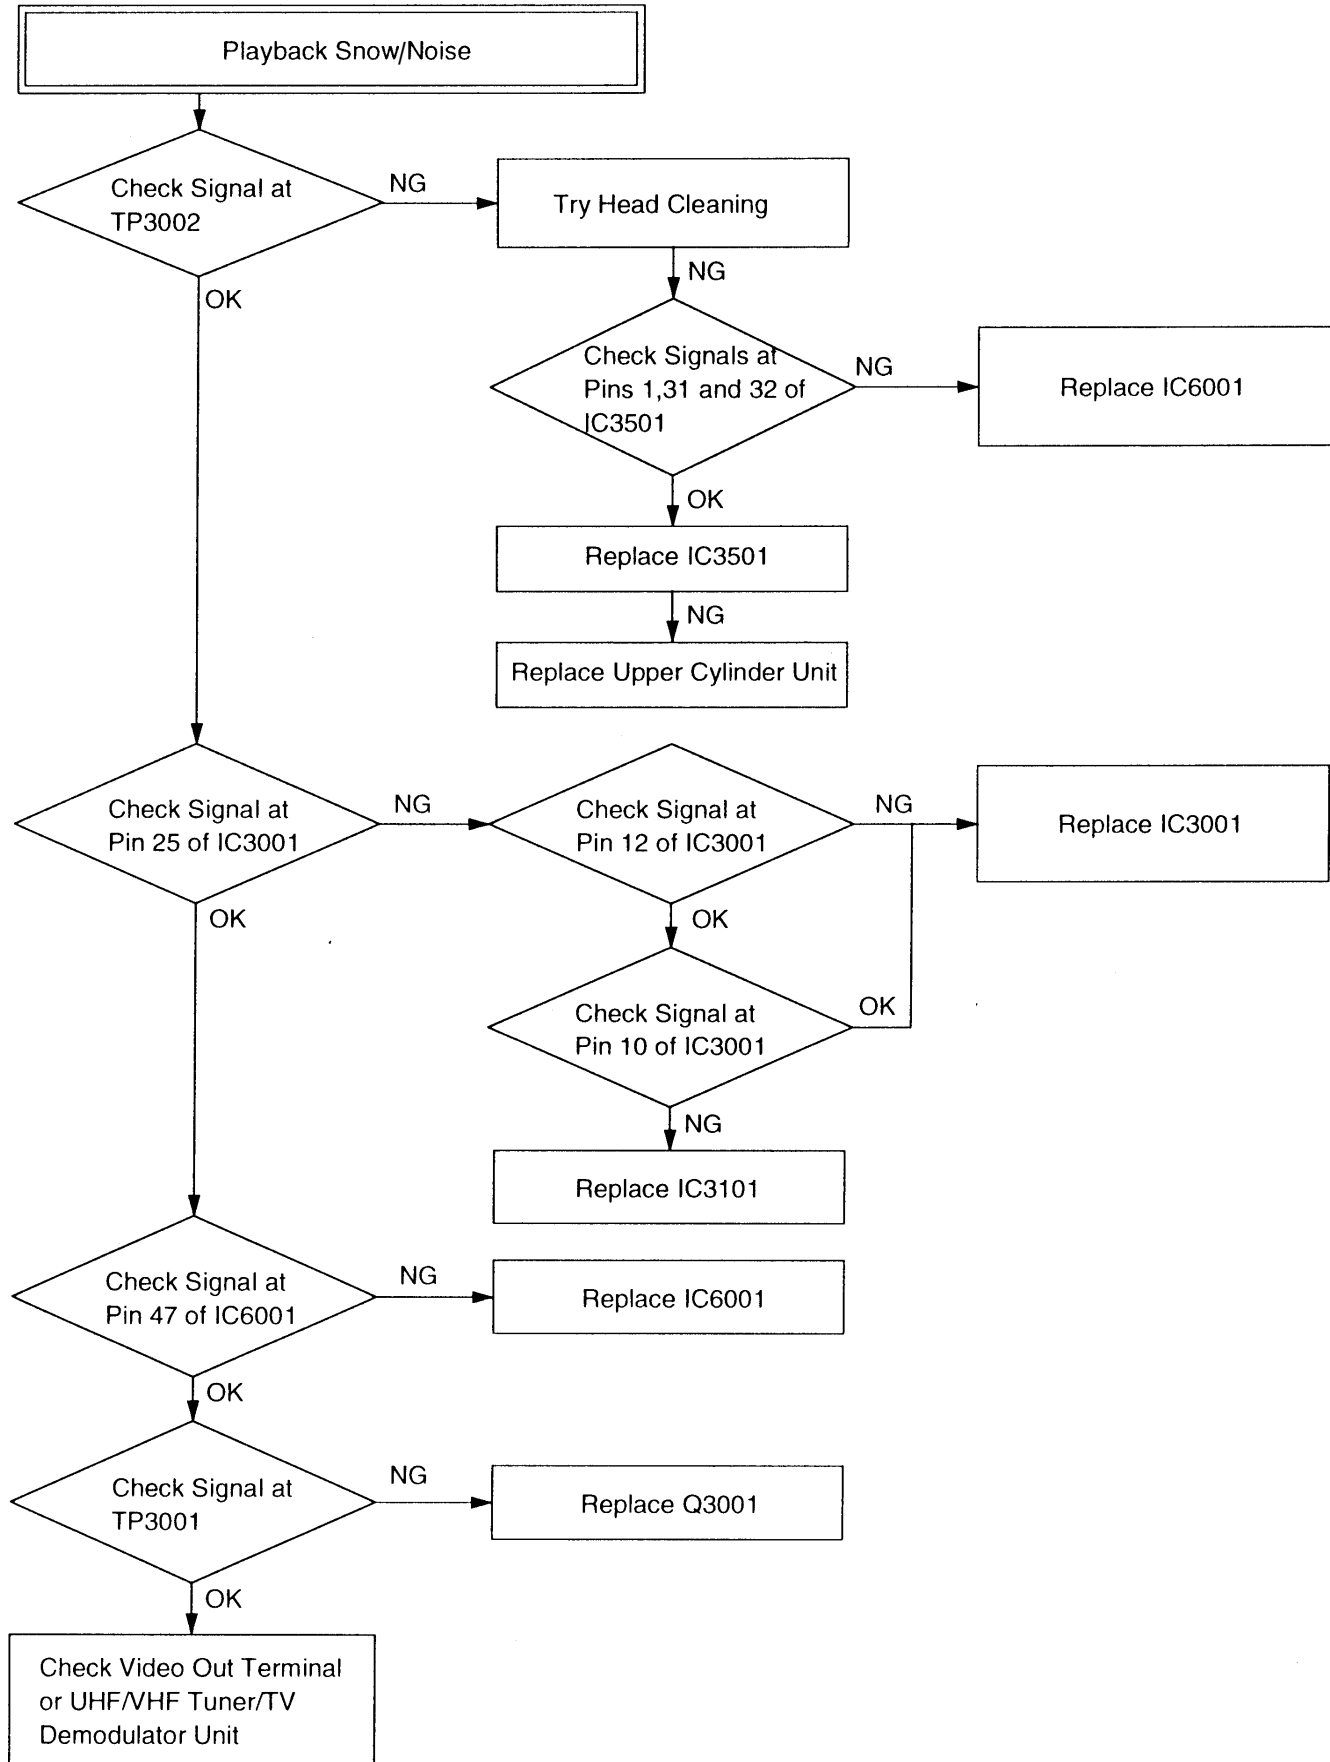 Playback Snow/Noise
Check Signal at
TP3002
NG
Try Head Cleaning
OK
NG
Check Signals at
Pins 1,31 and 32 of
IC3501
NG
Replace IC6001
OK
Replace IC3501
NG
Replace Upper Cylinder Unit
Check Signal at
Pin 25 of IC3001
NG
Check Signal at
Pin 12 of IC3001
NG
Replace IC3001
OK
OK
Check Signal at
Pin 10 of IC3001
OK
NG
Replace IC3101
Check Signal at
Pin 47 of IC6001
NG
Replace IC6001
OK
Check Signal at
TP3001
NG
Replace Q3001
OK
Check Video Out Terminal
or UHF/VHF Tuner/TV
Demodulator Unit